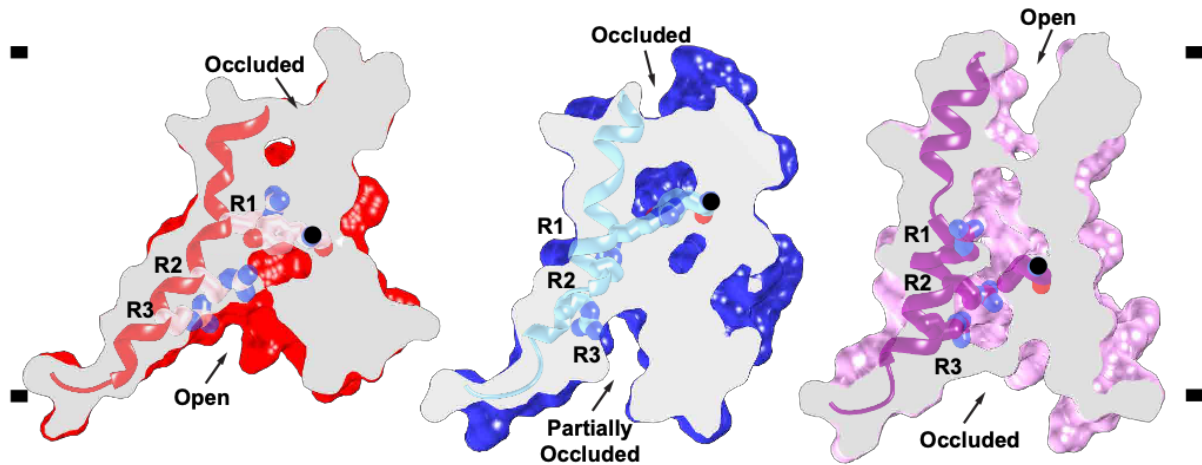 Occluded
R1
R2
R3
Open
Occluded
R1
R2
R3
Partially
Occluded
Open
R1
R2
R3
Occluded